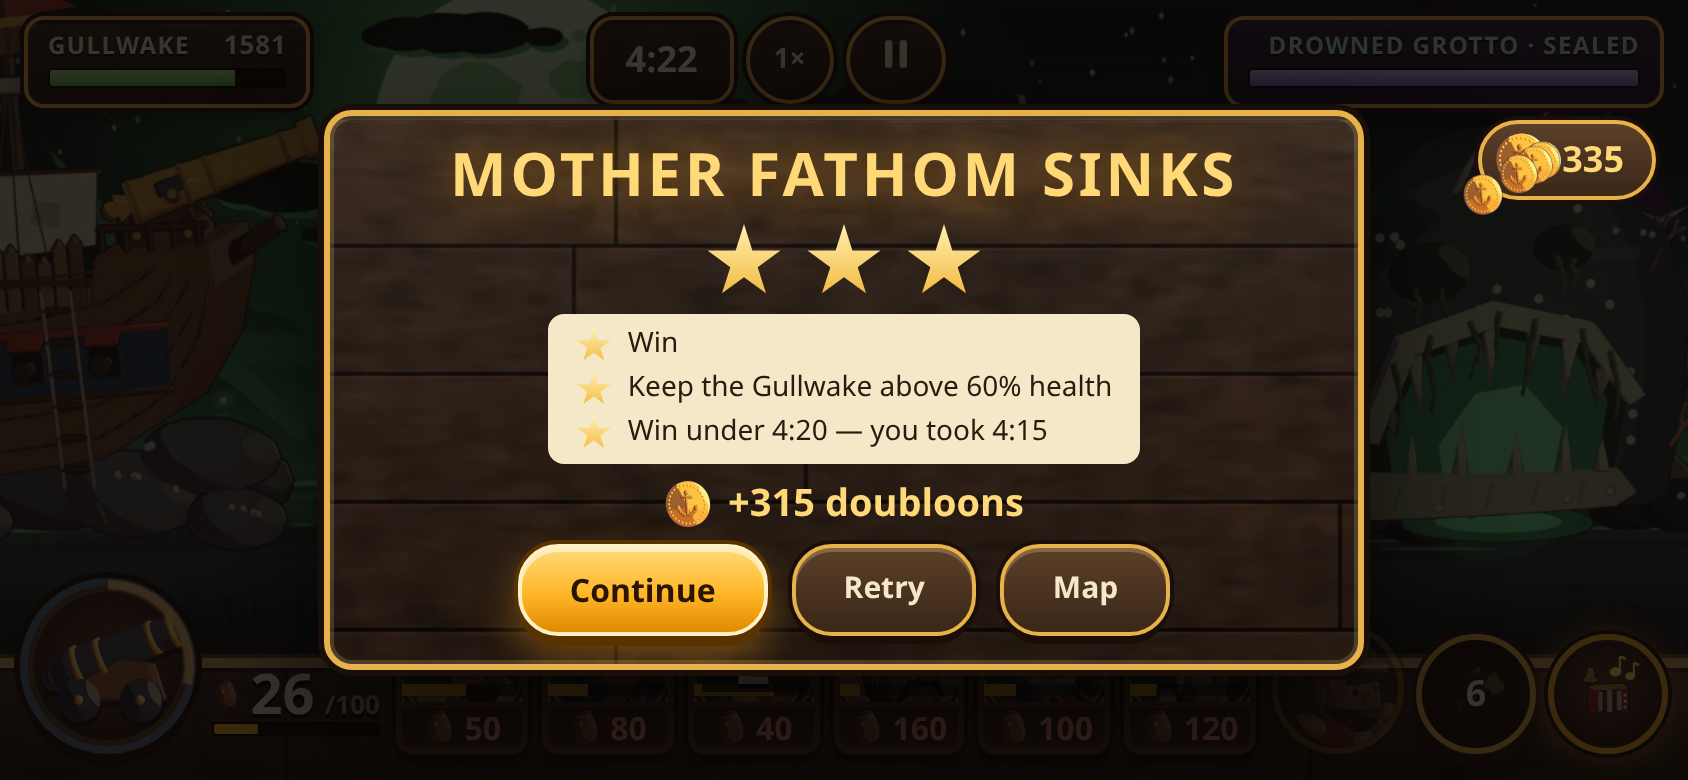 GULLWAKE 1581
4:22
1×
DROWNED GROTTO · SEALED
335
MOTHER FATHOM SINKS
Win
Keep the Gullwake above 60% health
Win under 4:20 — you took 4:15
+315 doubloons
Continue
Retry
Map
26 /100
50
80
40
160
100
120
6